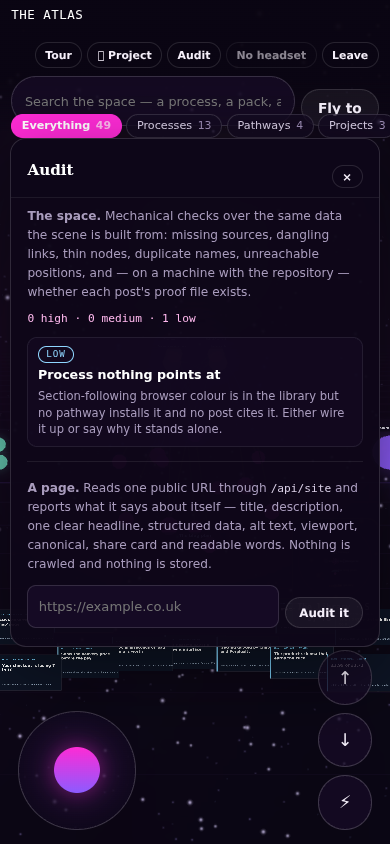 THE ATLAS
Tour
Project
Audit
No headset
Leave
Search the space — a process, a pack, a
Fly to
Everything 49
Processes 13
Pathways 4
Projects 3
Audit
×
The space. Mechanical checks over the same data
the scene is built from: missing sources, dangling
links, thin nodes, duplicate names, unreachable
positions, and — on a machine with the repository —
whether each post's proof file exists.
0 high · 0 medium · 1 low
LOW
Process nothing points at
Section-following browser colour is in the library but
no pathway installs it and no post cites it. Either wire
it up or say why it stands alone.
A page. Reads one public URL through /api/site and
reports what it says about itself — title, description,
one clear headline, structured data, alt text, viewport,
canonical, share card and readable words. Nothing is
crawled and nothing is stored.
https://example.co.uk
Audit it
↑
↓
⚡